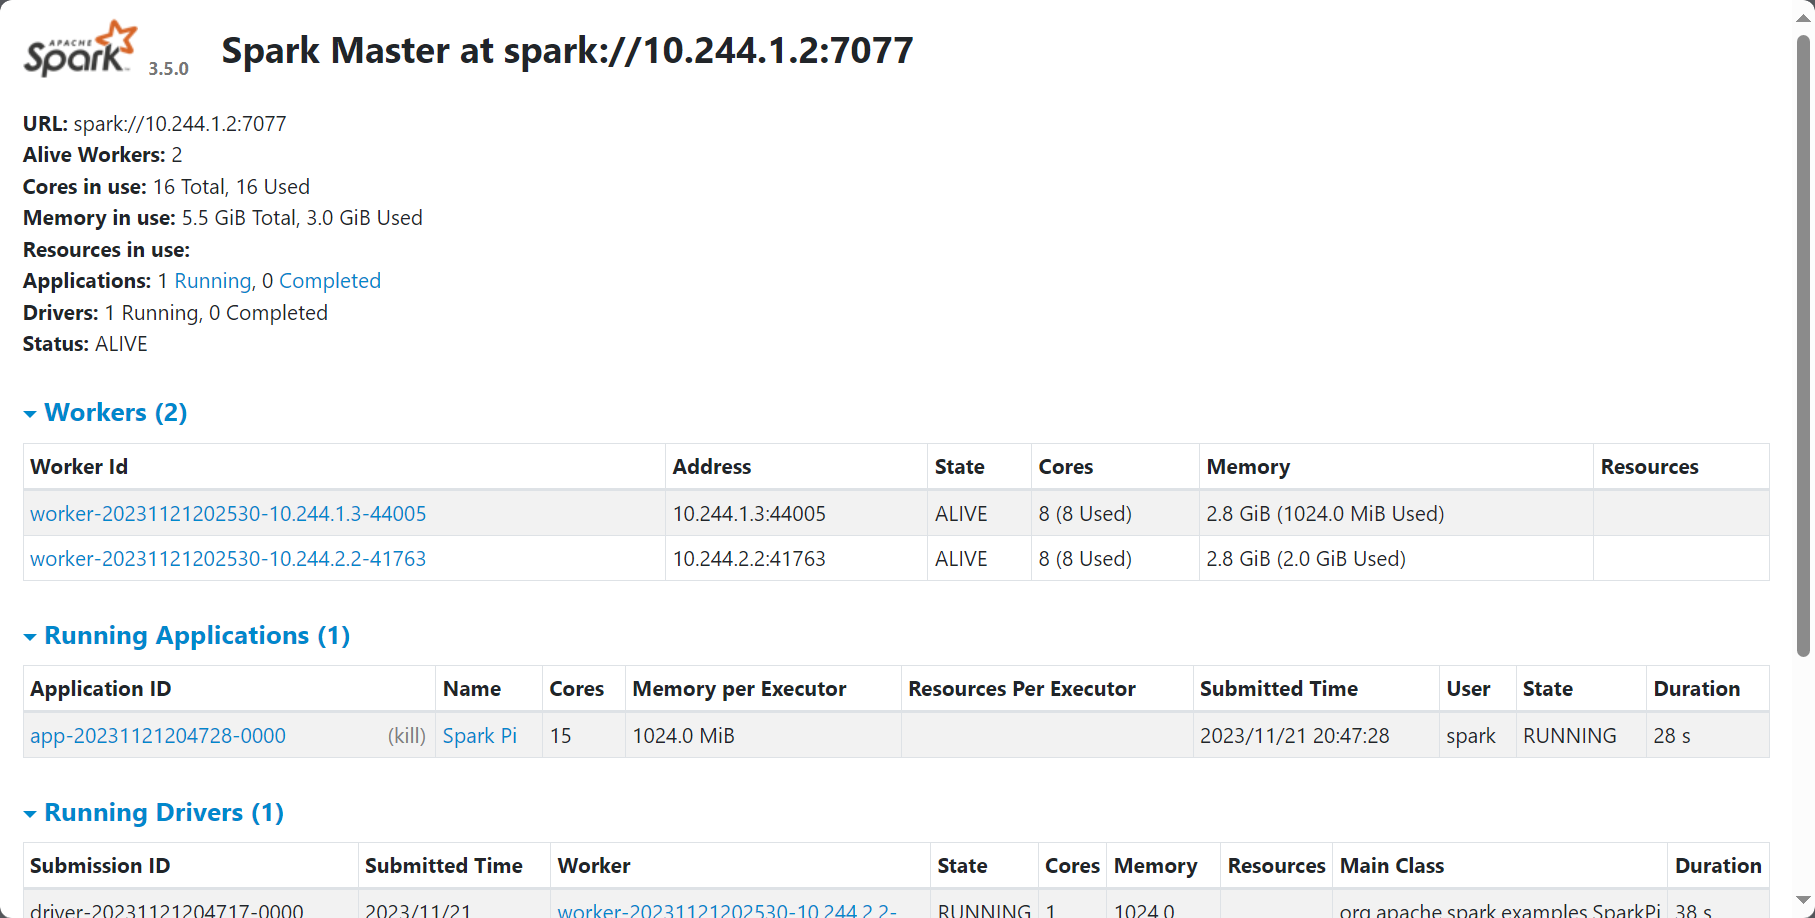 APACHE Spark 3.5.0 Spark Master at spark://10.244.1.2:7077
URL: spark://10.244.1.2:7077
Alive Workers: 2
Cores in use: 16 Total, 16 Used
Memory in use: 5.5 GiB Total, 3.0 GiB Used
Resources in use:
Applications: 1 Running, 0 Completed
Drivers: 1 Running, 0 Completed
Status: ALIVE
Workers (2)
Worker Id Address State Cores Memory Resources
worker-20231121202530-10.244.1.3-44005 10.244.1.3:44005 ALIVE 8 (8 Used) 2.8 GiB (1024.0 MiB Used)
worker-20231121202530-10.244.2.2-41763 10.244.2.2:41763 ALIVE 8 (8 Used) 2.8 GiB (2.0 GiB Used)
Running Applications (1)
Application ID Name Cores Memory per Executor Resources Per Executor Submitted Time User State Duration
app-20231121204728-0000 (kill) Spark Pi 15 1024.0 MiB 2023/11/21 20:47:28 spark RUNNING 28 s
Running Drivers (1)
Submission ID Submitted Time Worker State Cores Memory Resources Main Class Duration
driver-20231121204717-0000 2023/11/21 worker-20231121202530-10.244.2.2- RUNNING 1 1024.0 org.apache.spark.examples.SparkPi 38 s